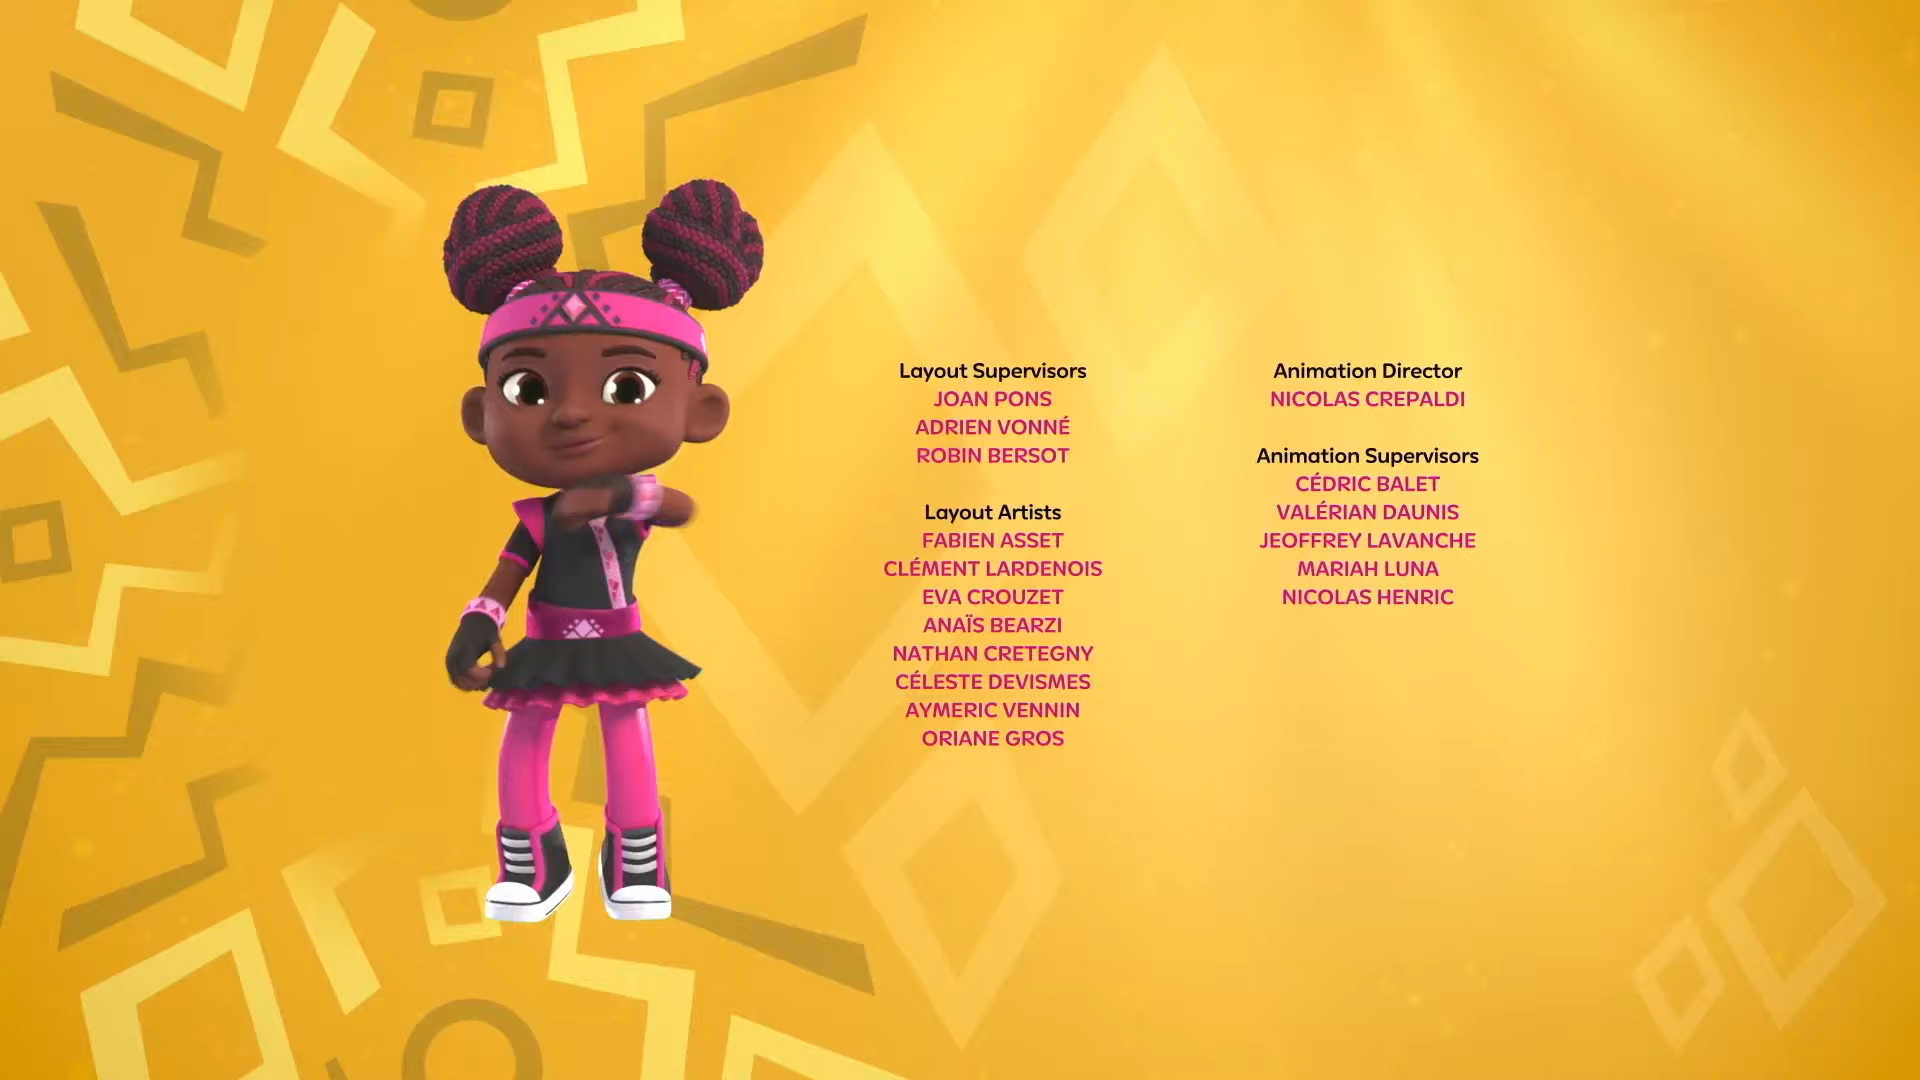 Layout Supervisors
JOAN PONS
ADRIEN VONNÉ
ROBIN BERSOT
Layout Artists
FABIEN ASSET
CLÉMENT LARDENOIS
EVA CROUZET
ANAÏS BEARZI
NATHAN CRETEGNY
CÉLESTE DEVISMES
AYMERIC VENNIN
ORIANE GROS
Animation Director
NICOLAS CREPALDI
Animation Supervisors
CÉDRIC BALET
VALÉRIAN DAUNIS
JEOFFREY LAVANCHE
MARIAH LUNA
NICOLAS HENRIC